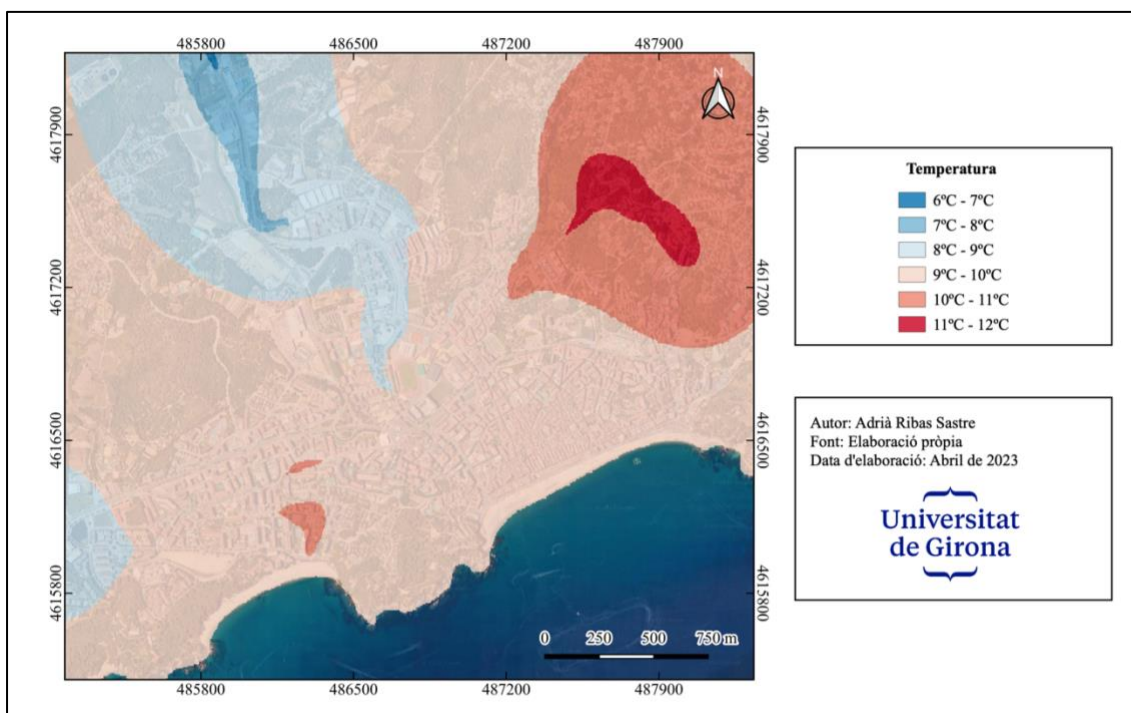 485800 486500 487200 487900
N
4617900 4617900
4617200 4617200
4616500 4616500
4615800 4615800
0 250 500 750 m
485800 486500 487200 487900
Temperatura
6ºC - 7ºC
7ºC - 8ºC
8ºC - 9ºC
9ºC - 10ºC
10ºC - 11ºC
11ºC - 12ºC
Autor: Adrià Ribas Sastre
Font: Elaboració pròpia
Data d'elaboració: Abril de 2023
Universitat
de Girona